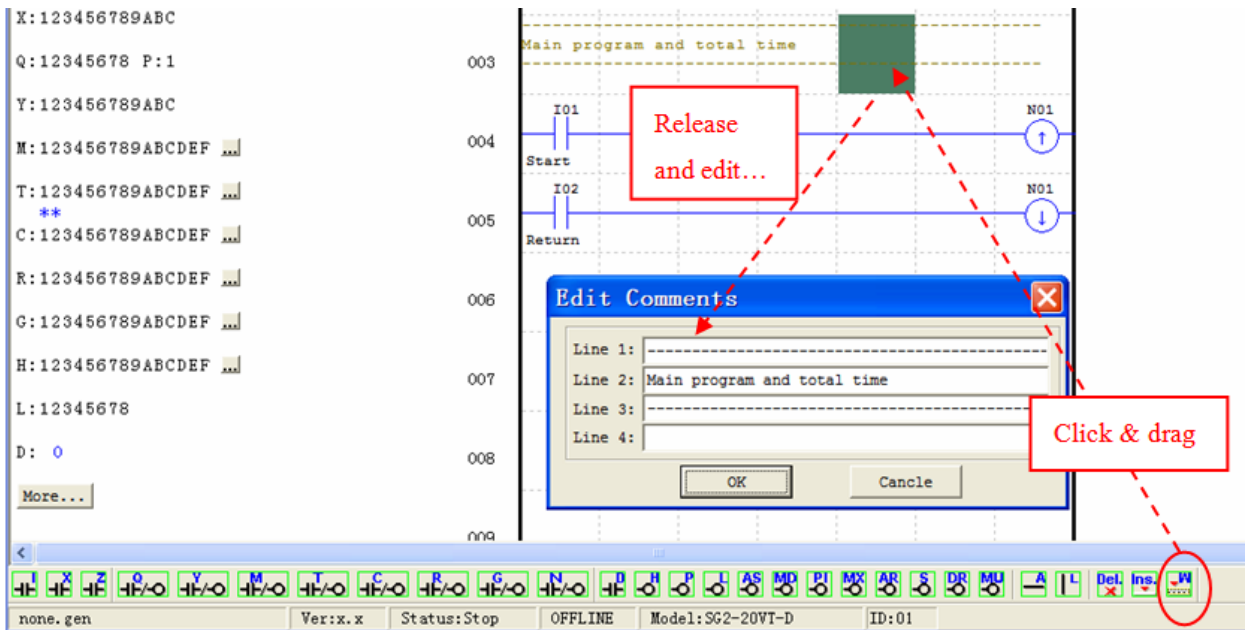 X:123456789ABC
Q:12345678 P:1
Y:123456789ABC
M:123456789ABCDEF ...
T:123456789ABCDEF ...
**
C:123456789ABCDEF ...
R:123456789ABCDEF ...
G:123456789ABCDEF ...
H:123456789ABCDEF ...
L:12345678
D: 0
More...
Main program and total time
003
I01 N01
004
Start
I02 N01
005
Return
006
007
008
009
Release
and edit…
Click & drag
Edit Comments
Line 1: ---------------------------------------------
Line 2: Main program and total time
Line 3: ---------------------------------------------
Line 4:
OK Cancle
I X Z Q Y M T C R G N D H P L AS MD PI MX AR S DR MU A L Del. Ins. W
none.gen Ver:x.x Status:Stop OFFLINE Model:SG2-20VT-D ID:01